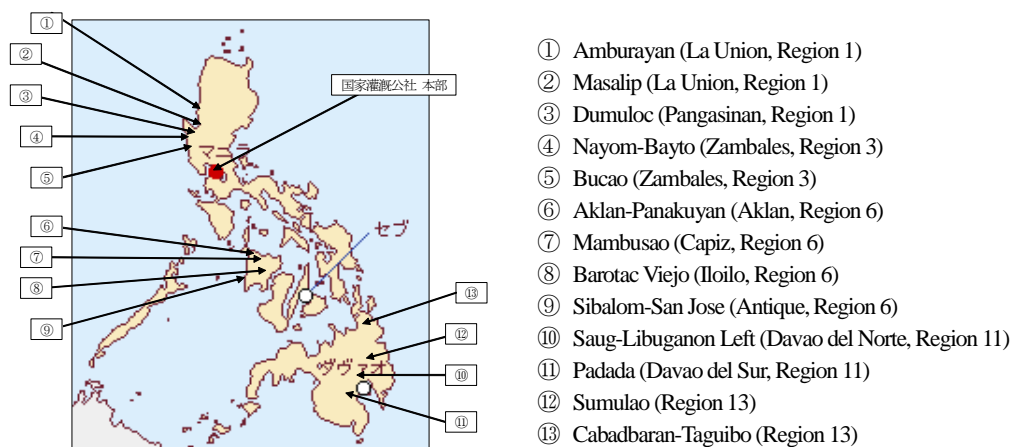 ①
②
③
④
⑤
⑥
⑦
⑧
⑨
国家灌漑公社 本部
マニラ
セブ
ダヴァオ
⑬
⑫
⑩
⑪
① Amburayan (La Union, Region 1)
② Masalip (La Union, Region 1)
③ Dumuloc (Pangasinan, Region 1)
④ Nayom-Bayto (Zambales, Region 3)
⑤ Bucao (Zambales, Region 3)
⑥ Aklan-Panakuyan (Aklan, Region 6)
⑦ Mambusao (Capiz, Region 6)
⑧ Barotac Viejo (Iloilo, Region 6)
⑨ Sibalom-San Jose (Antique, Region 6)
⑩ Saug-Libuganon Left (Davao del Norte, Region 11)
⑪ Padada (Davao del Sur, Region 11)
⑫ Sumulao (Region 13)
⑬ Cabadbaran-Taguibo (Region 13)